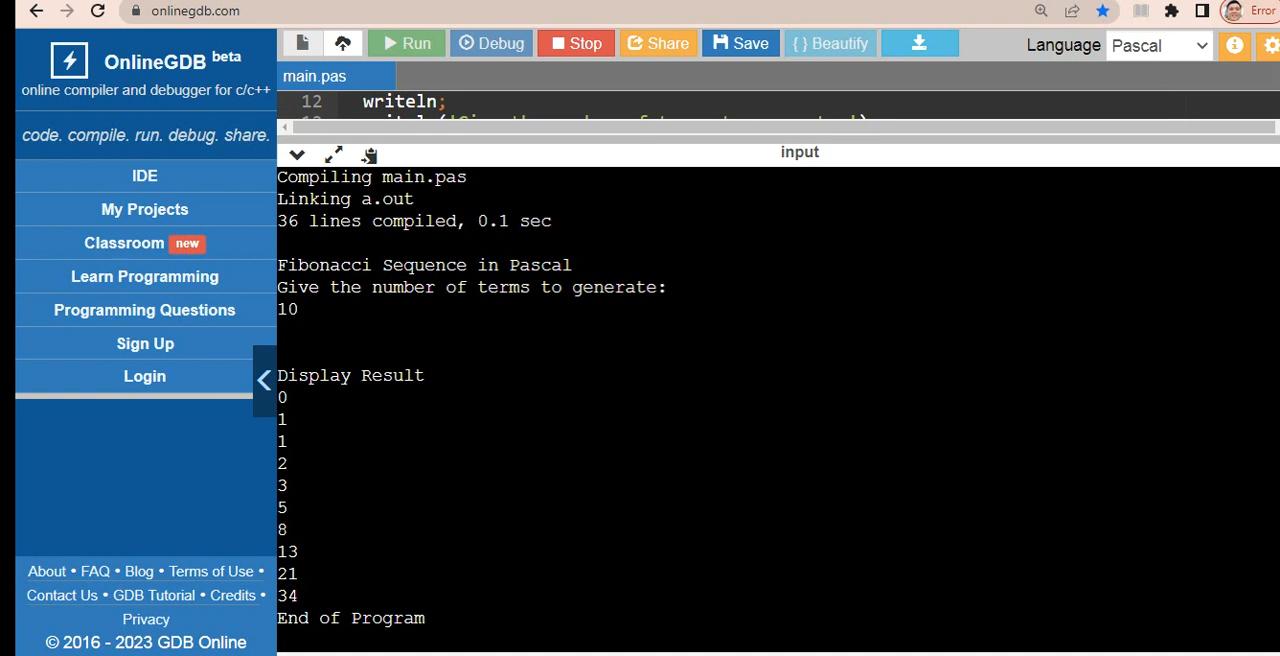 onlinegdb.com
Error
OnlineGDB beta
online compiler and debugger for c/c++
code. compile. run. debug. share.
IDE
My Projects
Classroom new
Learn Programming
Programming Questions
Sign Up
Login
About • FAQ • Blog • Terms of Use •
Contact Us • GDB Tutorial • Credits •
Privacy
© 2016 - 2023 GDB Online
Run Debug Stop Share Save { } Beautify Language Pascal
main.pas
12 writeln;
input
Compiling main.pas
Linking a.out
36 lines compiled, 0.1 sec
Fibonacci Sequence in Pascal
Give the number of terms to generate:
10
Display Result
0
1
1
2
3
5
8
13
21
34
End of Program